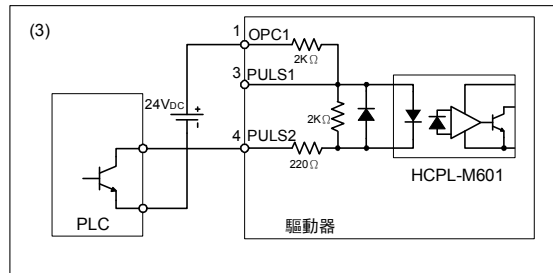 (3)
1
OPC1
2KΩ
3
PULS1
24VDC
+
-
2KΩ
4
PULS2
220Ω
HCPL-M601
PLC
驅動器